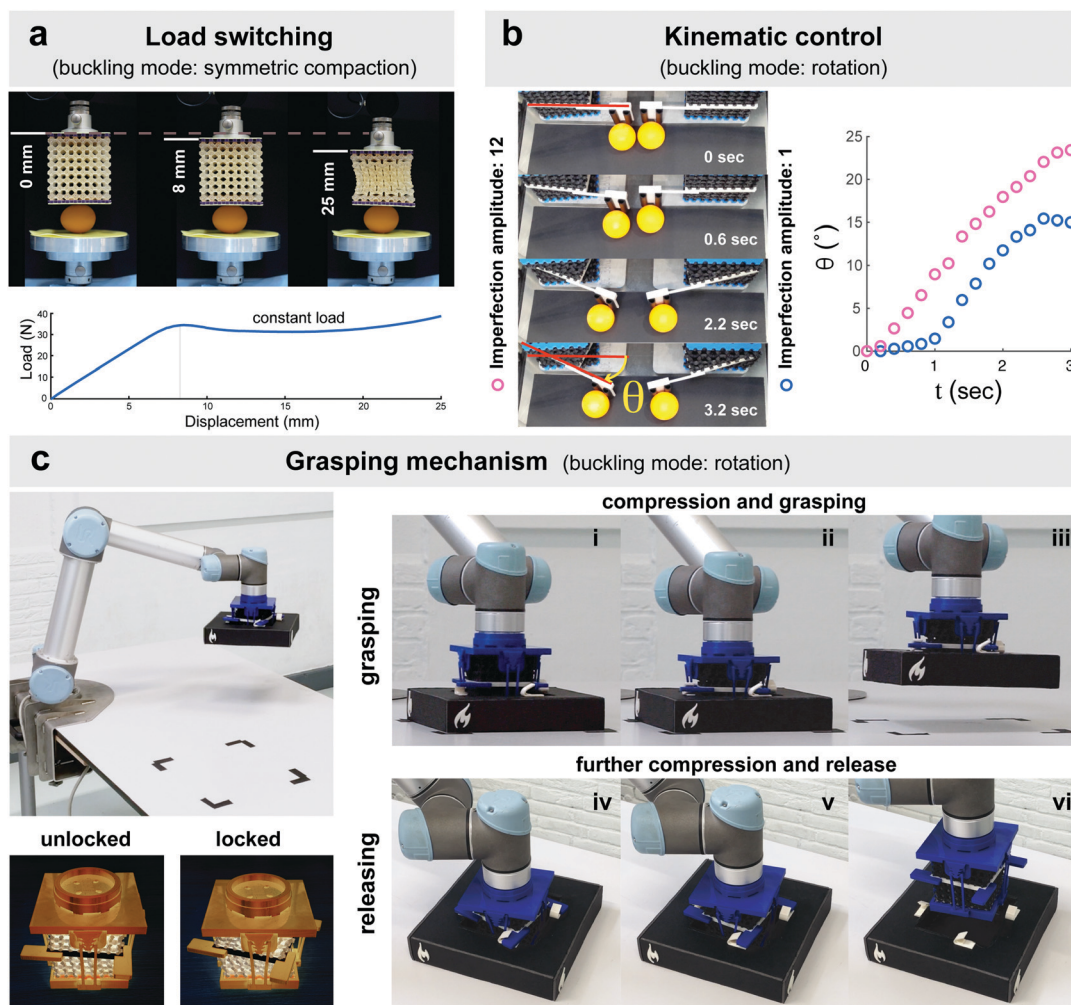 a
Load switching
(buckling mode: symmetric compaction)
0 mm
8 mm
25 mm
Load (N)
40
30
20
10
0
constant load
0
5
10
15
20
25
Displacement (mm)
b
Kinematic control
(buckling mode: rotation)
Imperfection amplitude: 12
0 sec
0.6 sec
2.2 sec
θ
3.2 sec
Imperfection amplitude: 1
θ (°)
25
20
15
10
5
0
0
1
2
3
t (sec)
c
Grasping mechanism (buckling mode: rotation)
compression and grasping
grasping
i
ii
iii
further compression and release
releasing
iv
v
vi
unlocked
locked